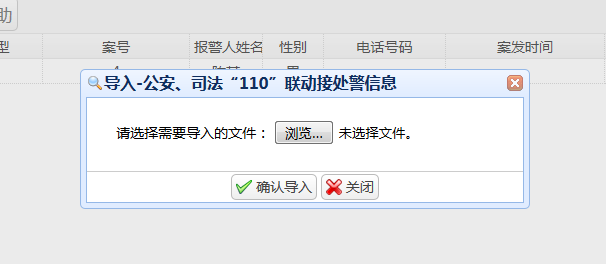 助
型 案号 报警人姓名 性别 电话号码 案发时间
导入-公安、司法“110”联动接处警信息
请选择需要导入的文件： 浏览... 未选择文件。
确认导入 关闭